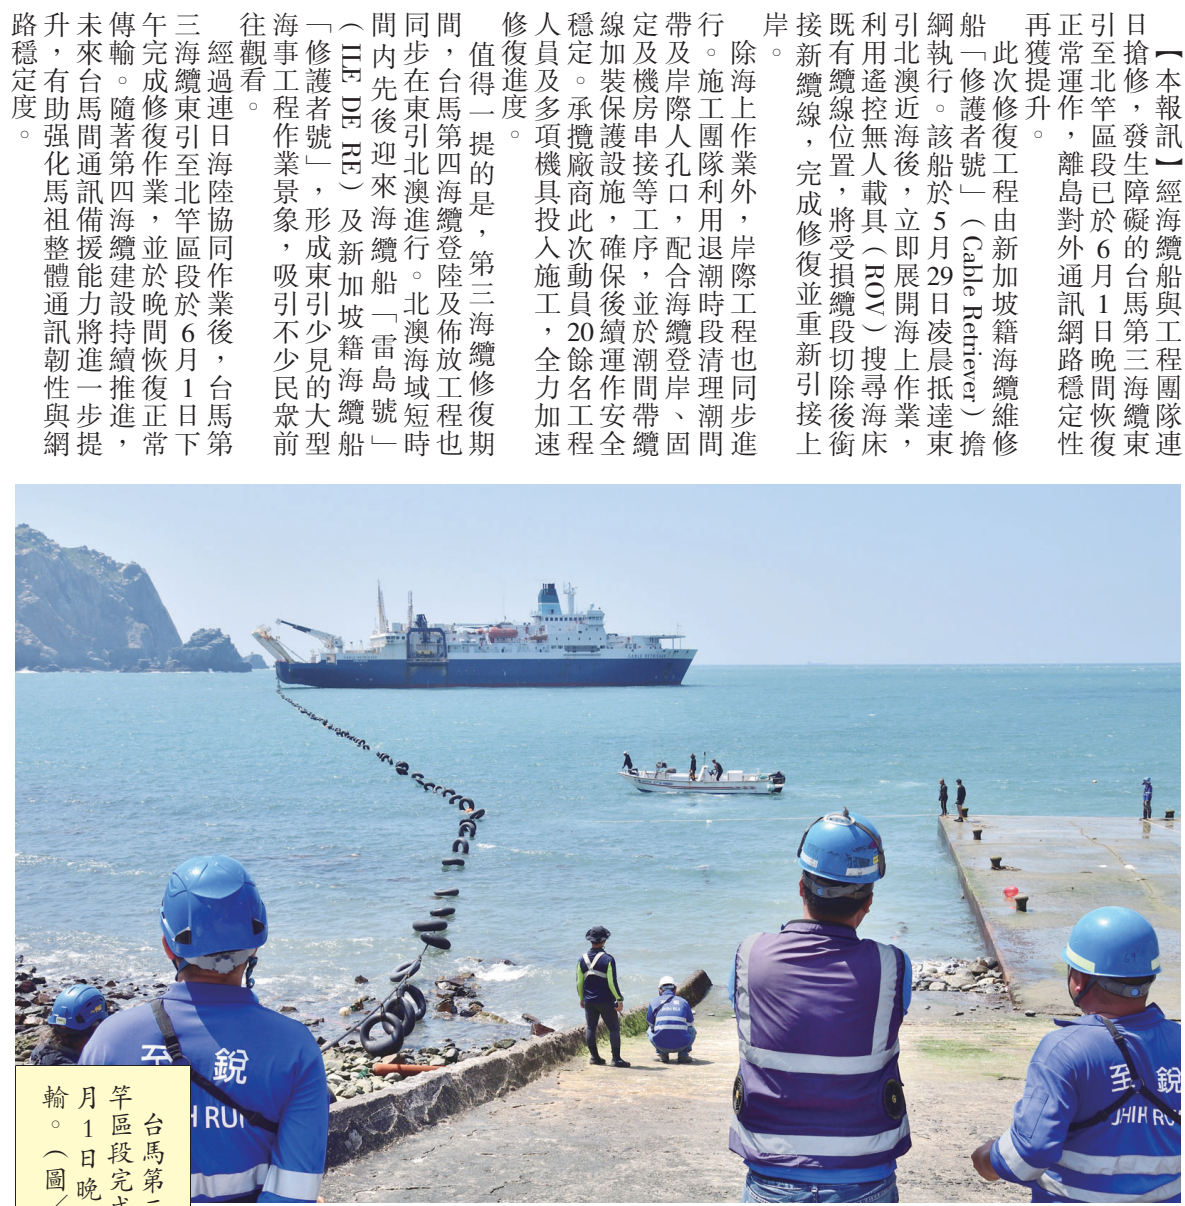 【本報訊】經海纜船與工程團隊連
日搶修，發生障礙的台馬第三海纜東
引至北竿區段已於6月1日晚間恢復
正常運作，離島對外通訊網路穩定性
再獲提升。
此次修復工程由新加坡籍海纜維修
船「修護者號」（Cable Retriever）擔
綱執行。該船於5月29日凌晨抵達東
引北澳近海後，立即展開海上作業，
利用遙控無人載具（ROV）搜尋海床
既有纜線位置，將受損纜段切除後銜
接新纜線，完成修復並重新引接上
岸。
除海上作業外，岸際工程也同步進
行。施工團隊利用退潮時段清理潮間
帶及岸際人孔口，配合海纜登岸、固
定及機房串接等工序，並於潮間帶纜
線加裝保護設施，確保後續運作安全
穩定。承攬廠商此次動員20餘名工程
人員及多項機具投入施工，全力加速
修復進度。
值得一提的是，第三海纜修復期
間，台馬第四海纜登陸及佈放工程也
同步在東引北澳進行。北澳海域短時
間內先後迎來海纜船「雷島號」
（ILE DE RE）及新加坡籍海纜船
「修護者號」，形成東引少見的大型
海事工程作業景象，吸引不少民眾前
往觀看。
經過連日海陸協同作業後，台馬第
三海纜東引至北竿區段於6月1日下
午完成修復作業，並於晚間恢復正常
傳輸。隨著第四海纜建設持續推進，
未來台馬間通訊備援能力將進一步提
升，有助強化馬祖整體通訊韌性與網
路穩定度。
CABLE RETRIEVER
至銳
H RUI
至銳
JHIH RU
台馬第
竿區段完
月1日晚
輸。（圖／